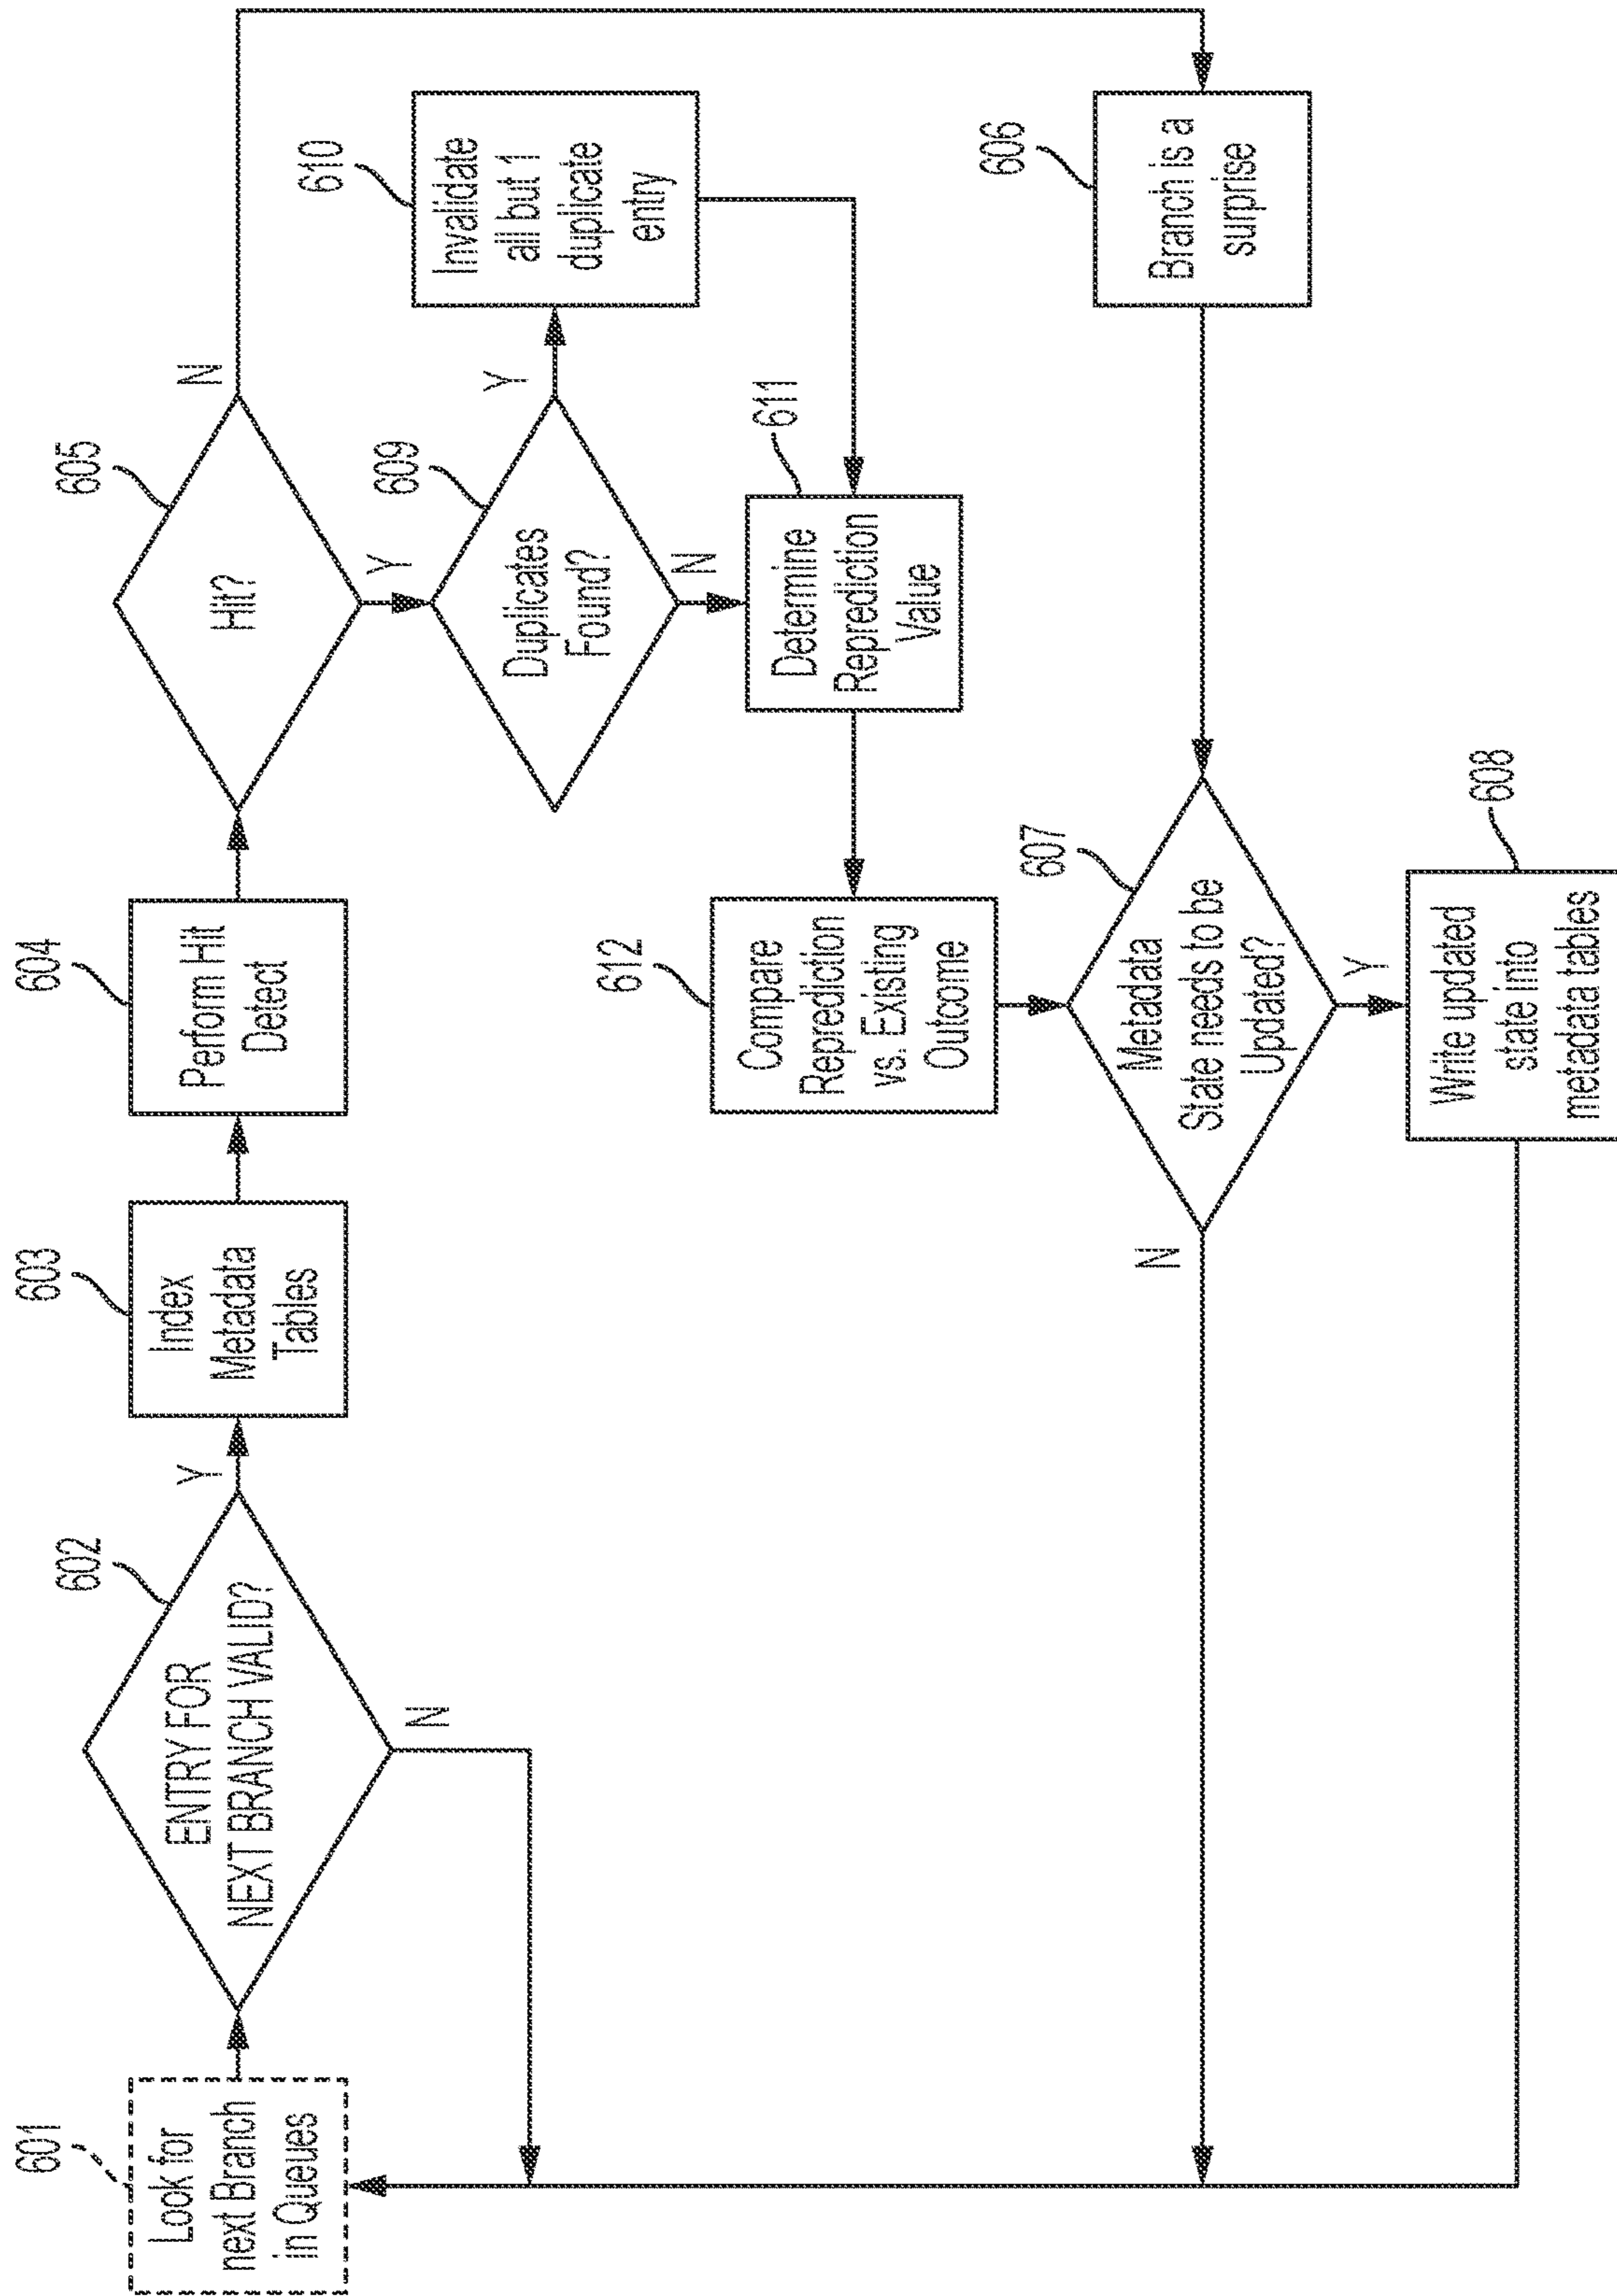 601
Look for
next Branch
in Queues
602
ENTRY FOR
NEXT BRANCH VALID?
Y
N
603
Index
Metadata
Tables
604
Perform Hit
Detect
605
Hit?
N
Y
609
Duplicates
Found?
Y
N
610
Invalidate
all but 1
duplicate
entry
611
Determine
Reprediction
Value
612
Compare
Reprediction
vs. Existing
Outcome
606
Branch is a
surprise
607
Metadata
State needs to be
Updated?
N
Y
608
Write updated
state into
metadata tables